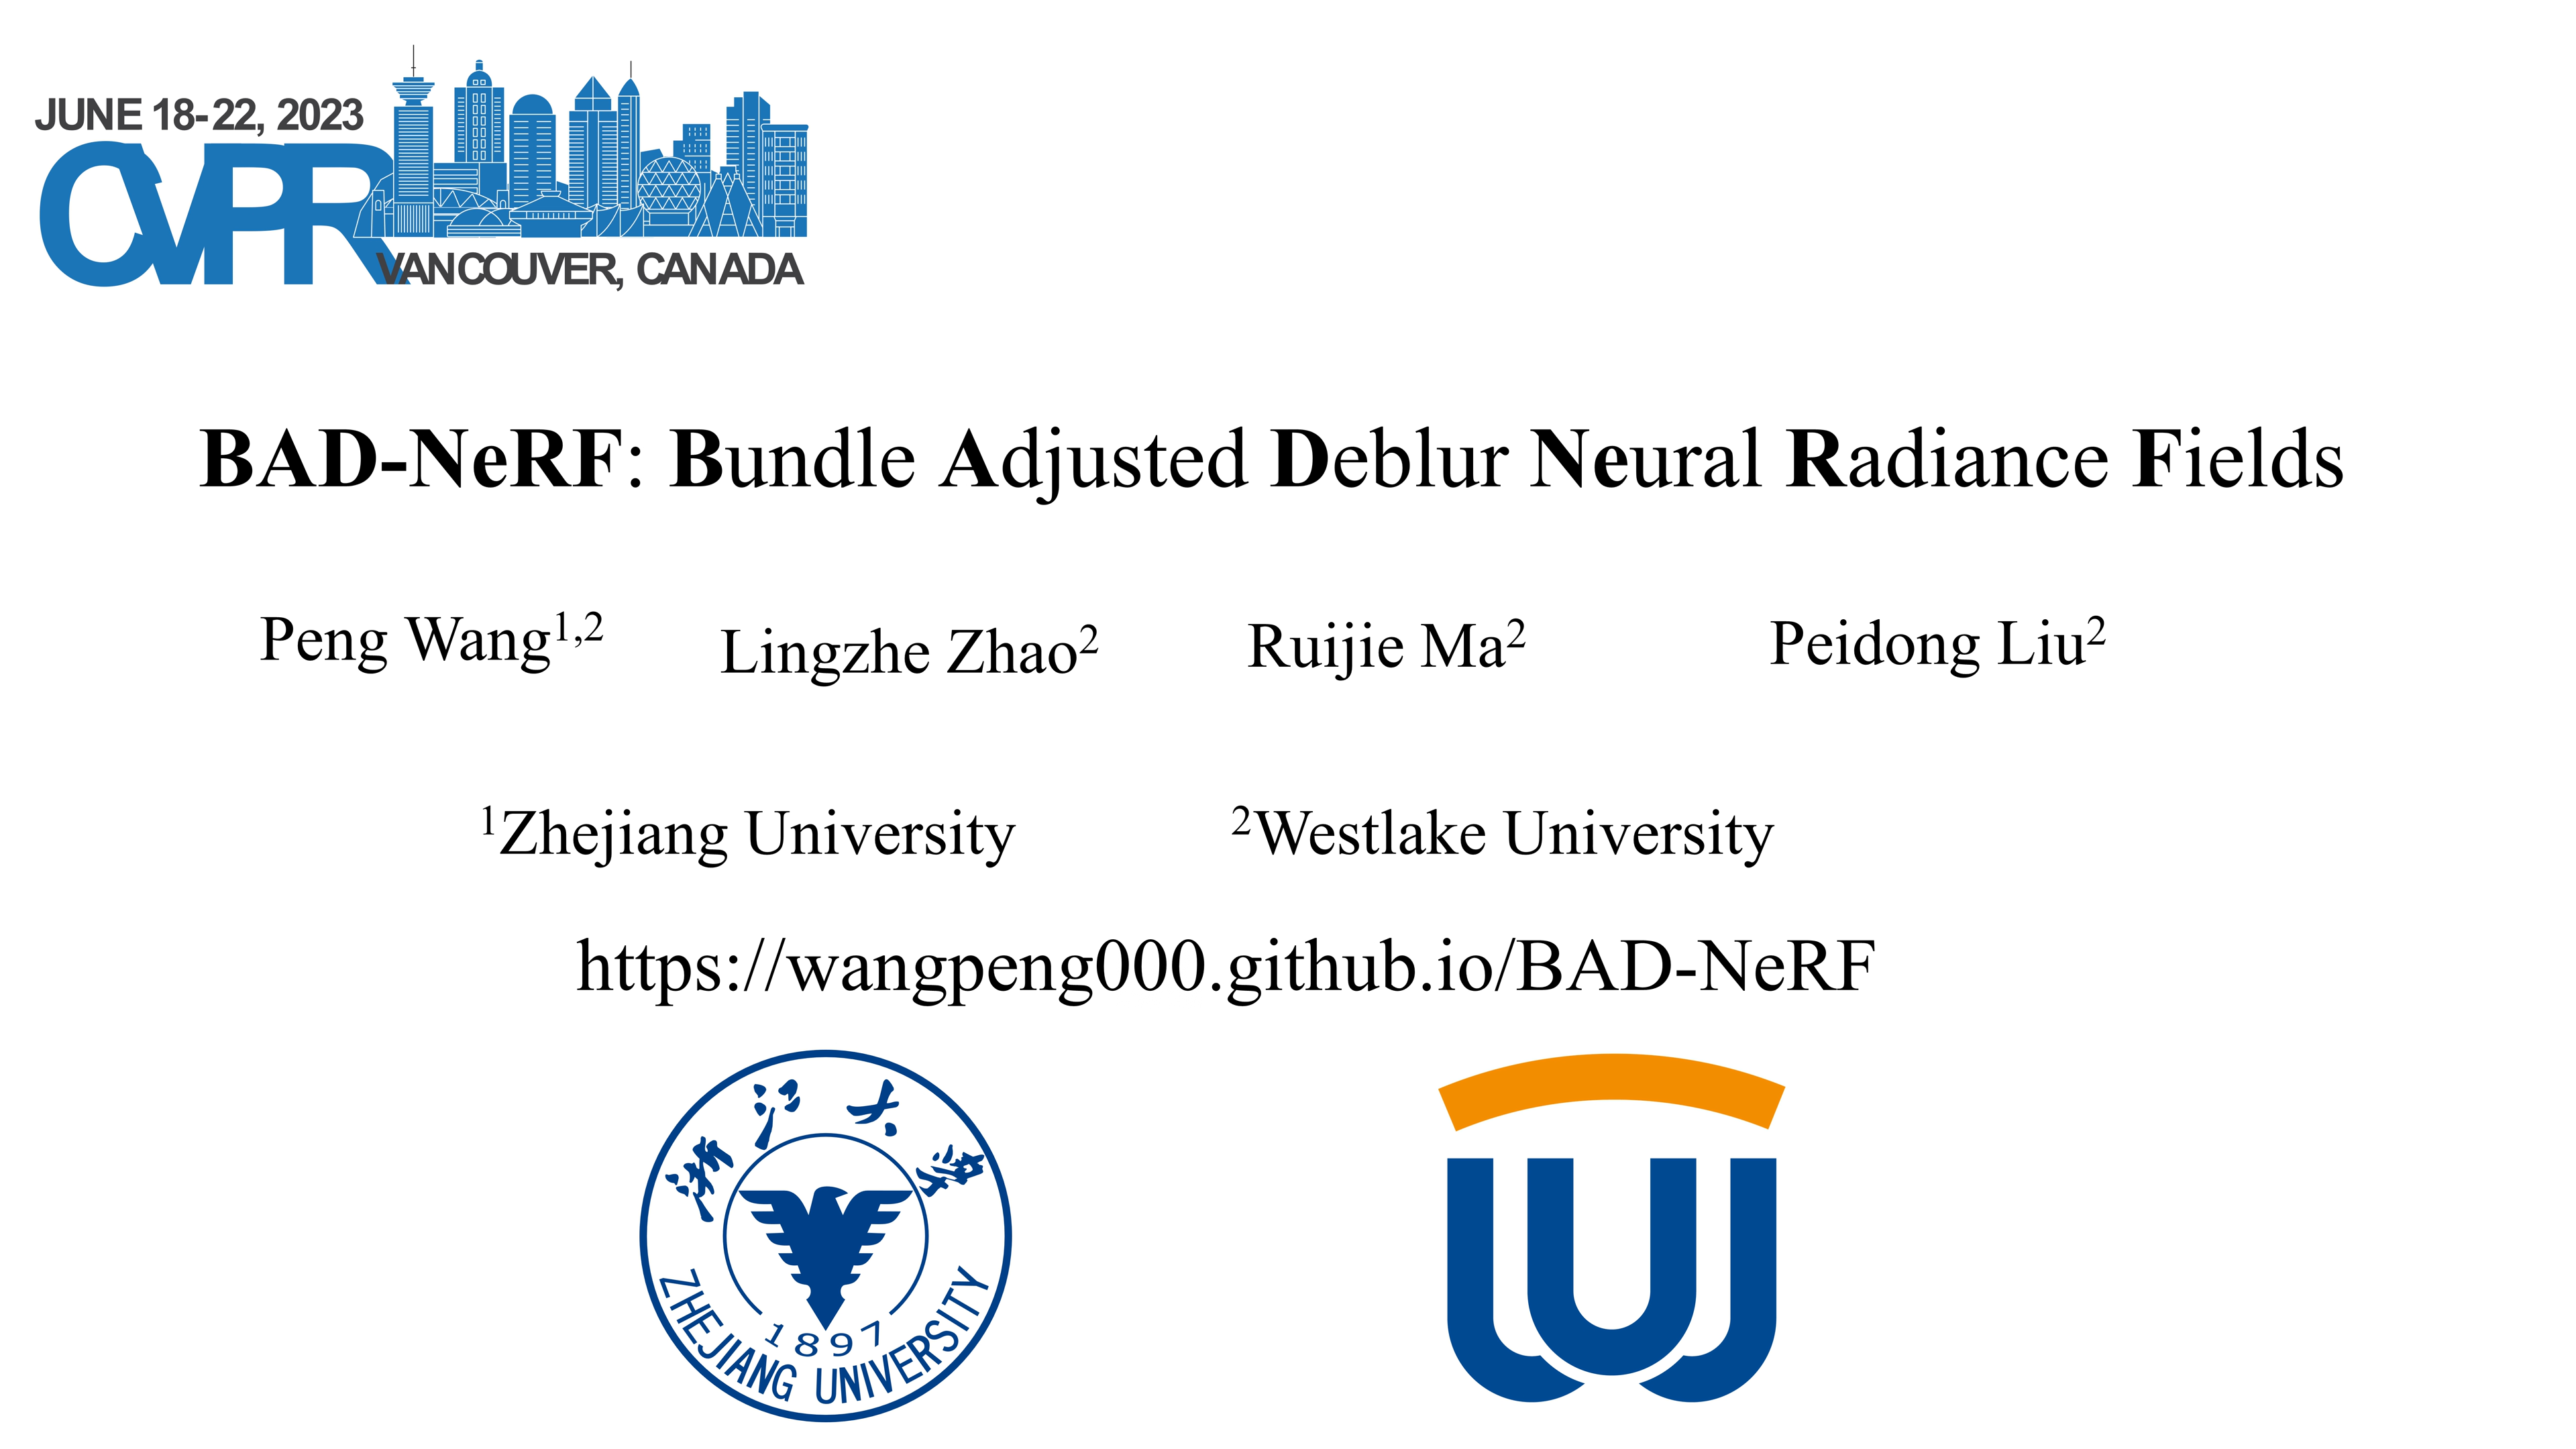 JUNE 18-22, 2023
CVPR
VANCOUVER, CANADA
BAD-NeRF: Bundle Adjusted Deblur Neural Radiance Fields
Peng Wang1,2 Lingzhe Zhao2 Ruijie Ma2 Peidong Liu2
1Zhejiang University 2Westlake University
https://wangpeng000.github.io/BAD-NeRF
浙江大学
1897
ZHEJIANG UNIVERSITY